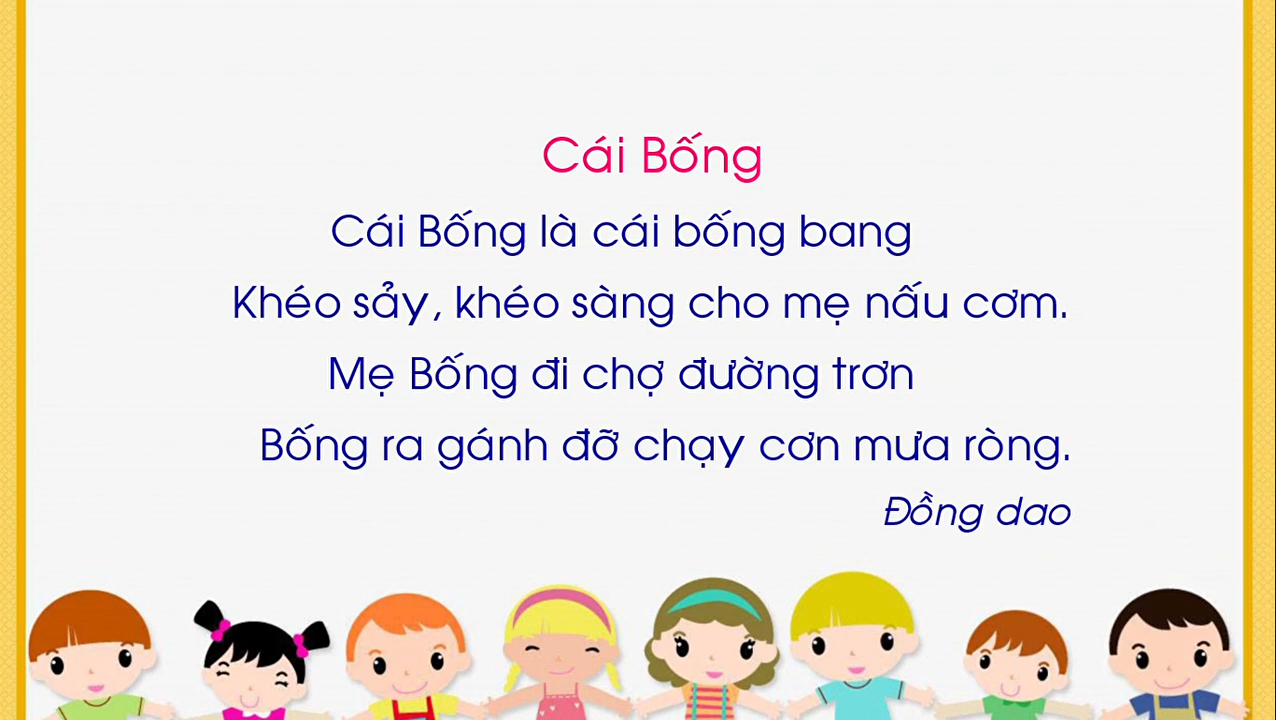 Cái Bống
Cái Bống là cái bống bang
Khéo sảy, khéo sàng cho mẹ nấu cơm.
Mẹ Bống đi chợ đường trơn
Bống ra gánh đỡ chạy cơn mưa ròng.
Đồng dao